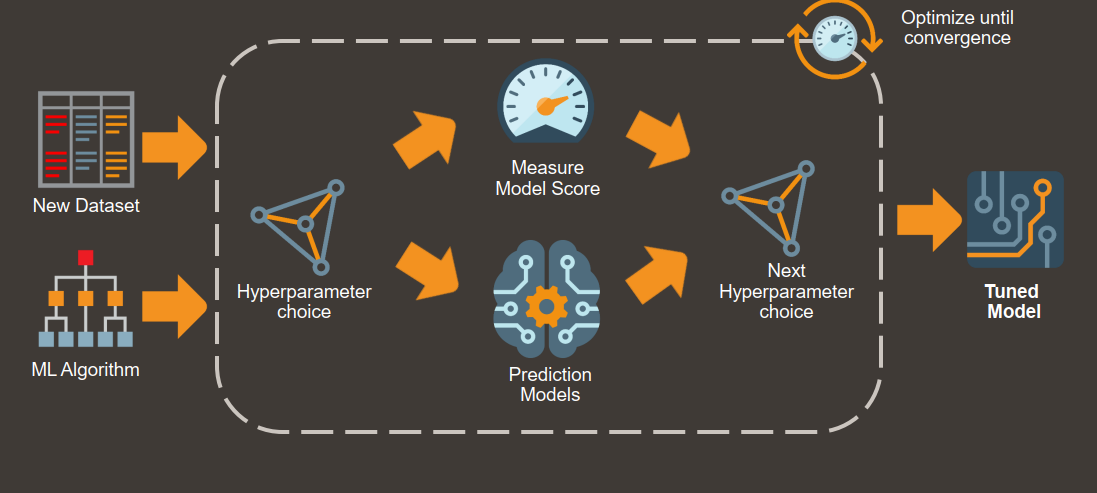 Optimize until
convergence
New Dataset
ML Algorithm
Hyperparameter
choice
Measure
Model Score
Prediction
Models
Next
Hyperparameter
choice
Tuned
Model